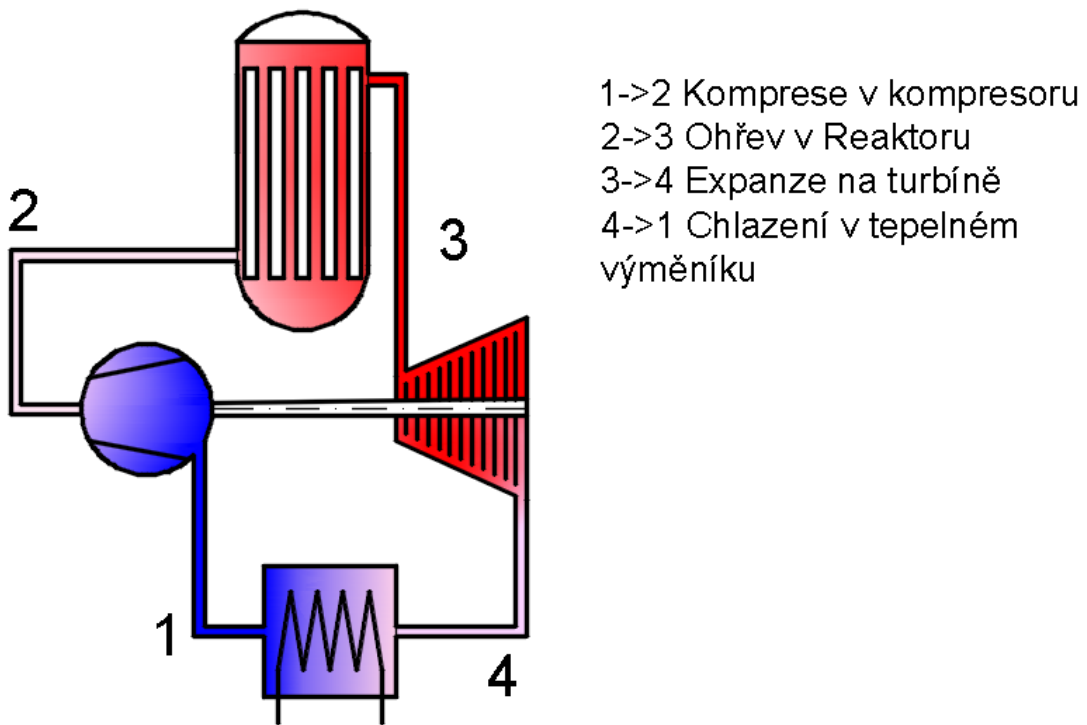 1->2 Komprese v kompresoru
2->3 Ohřev v Reaktoru
3->4 Expanze na turbíně
4->1 Chlazení v tepelném
výměníku
2
3
1
4